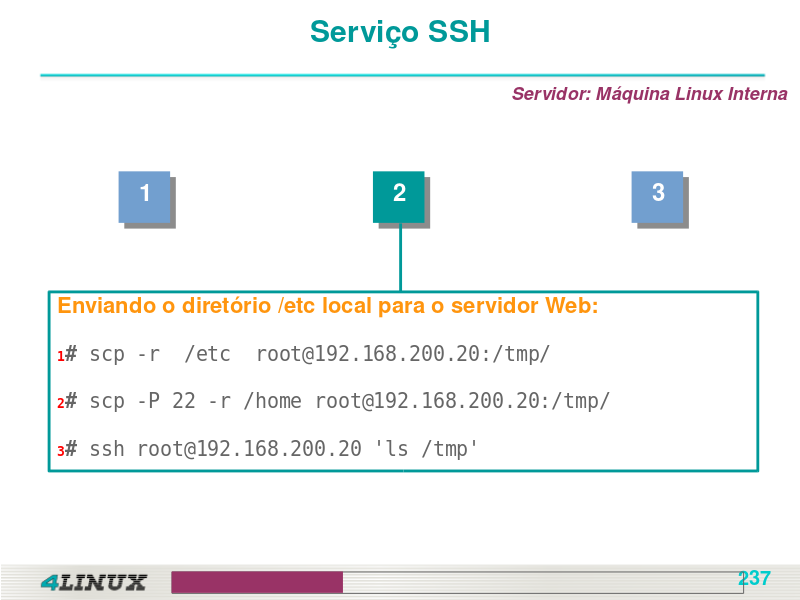 Serviço SSH
Servidor: Máquina Linux Interna
1
2
3
Enviando o diretório /etc local para o servidor Web:
1# scp -r  /etc  root@192.168.200.20:/tmp/
2# scp -P 22 -r /home root@192.168.200.20:/tmp/
3# ssh root@192.168.200.20 'ls /tmp'
4LINUX
237